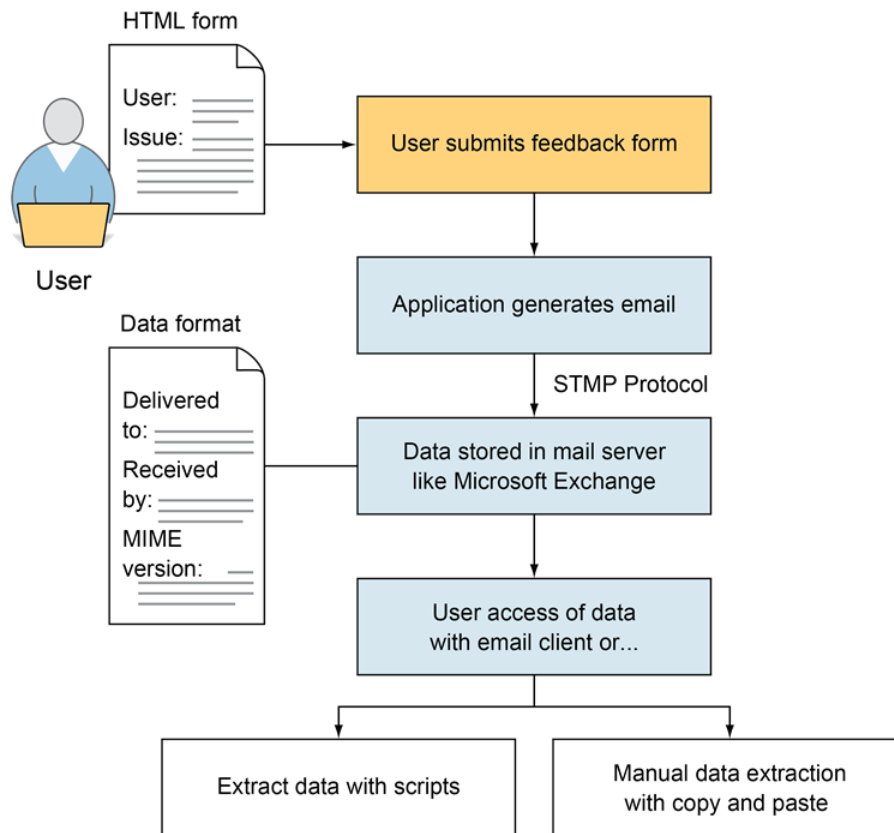 HTML form
User:
Issue:
User
User submits feedback form
Application generates email
STMP Protocol
Data format
Delivered
to:
Received
by:
MIME
version:
Data stored in mail server
like Microsoft Exchange
User access of data
with email client or...
Extract data with scripts
Manual data extraction
with copy and paste